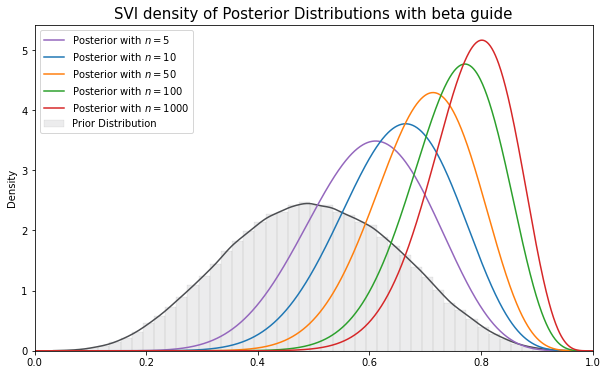 SVI density of Posterior Distributions with beta guide
Density
5
4
3
2
1
0
Posterior with n = 5
Posterior with n = 10
Posterior with n = 50
Posterior with n = 100
Posterior with n = 1000
Prior Distribution
0.0 0.2 0.4 0.6 0.8 1.0